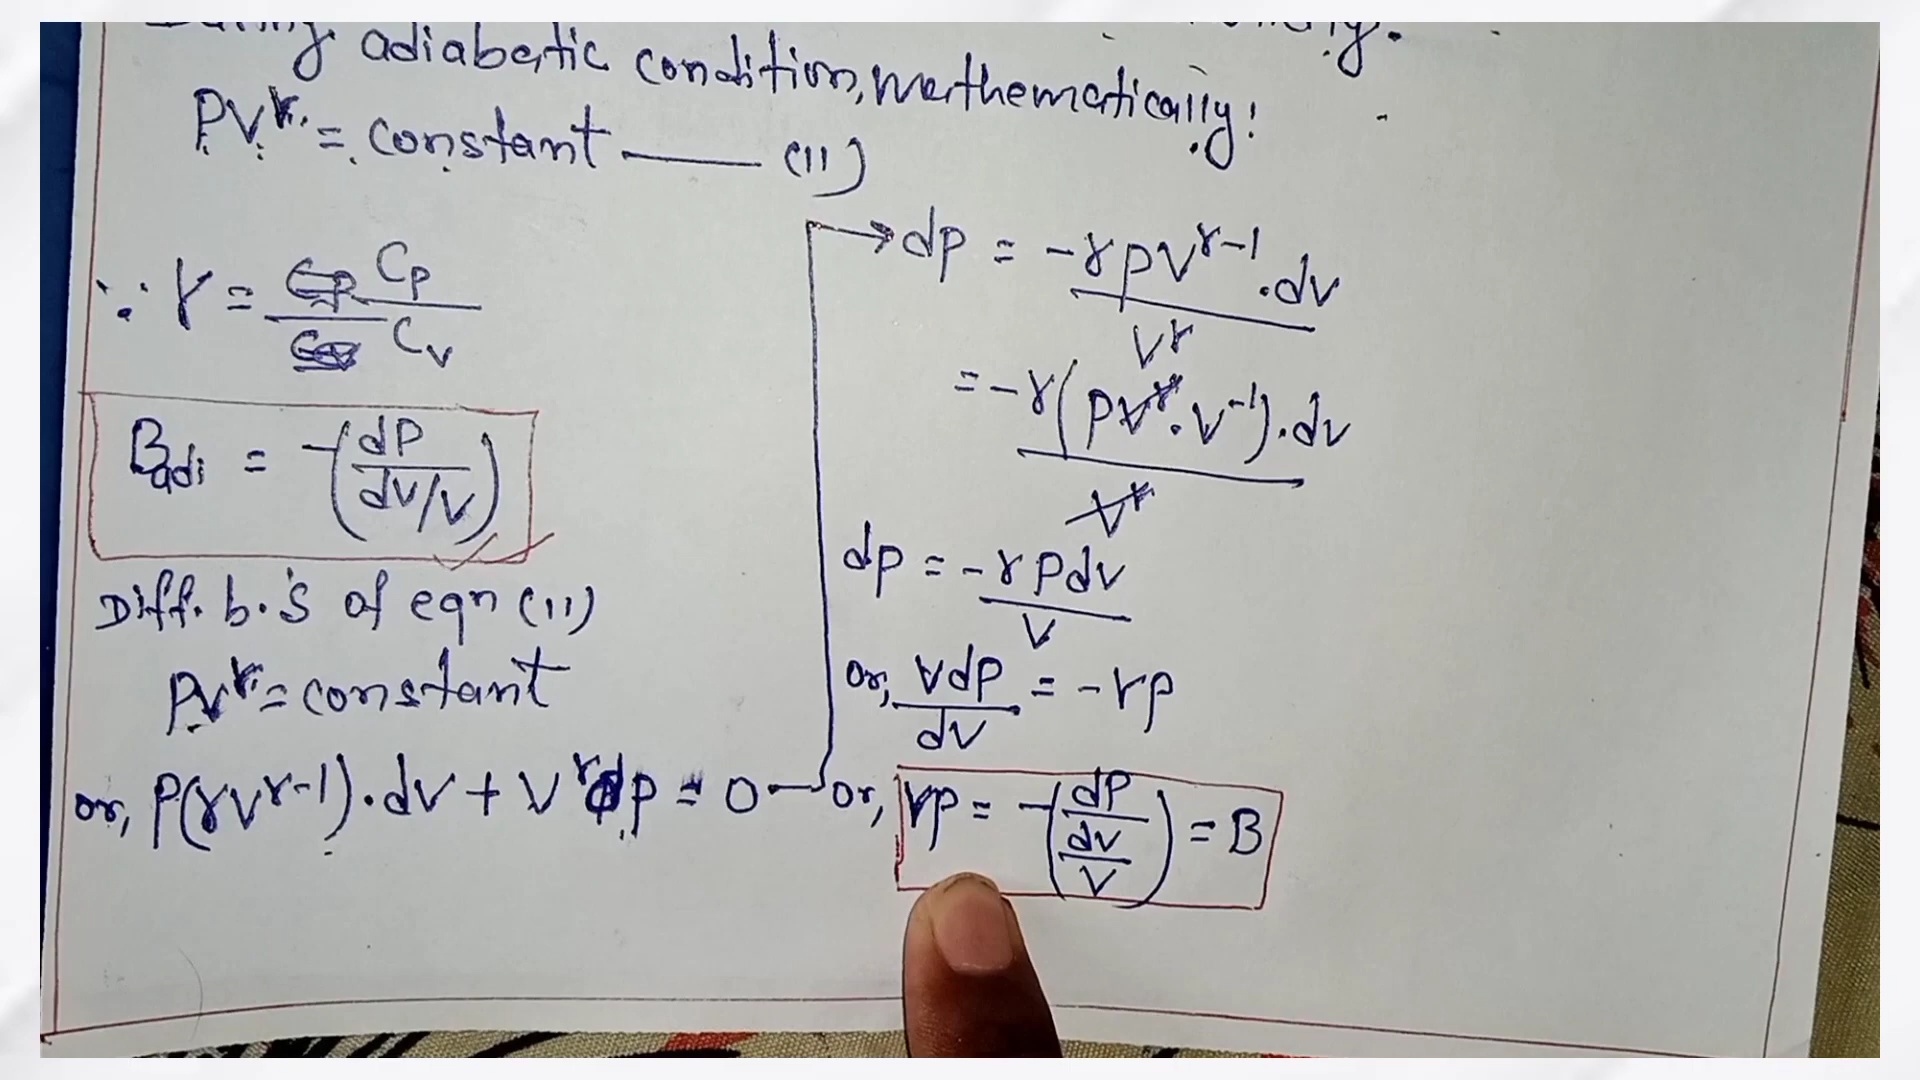 adiabatic condition, mathematically!
PV^γ = constant —— (11)
∵ γ = Cp / Cv
B_adi = -(dP / dv/v)
Diff. b.s of eqn (11)
PV^γ = constant
or, P(γv^γ-1).dv + v^γ dp = 0
→ dp = -γPV^γ-1 .dv / v^γ
= -γ(PV^γ.v^-1).dv / v^γ
dp = -γPdv / v
or, vdp / dv = -γP
or, γP = -(dP / dv / v) = B